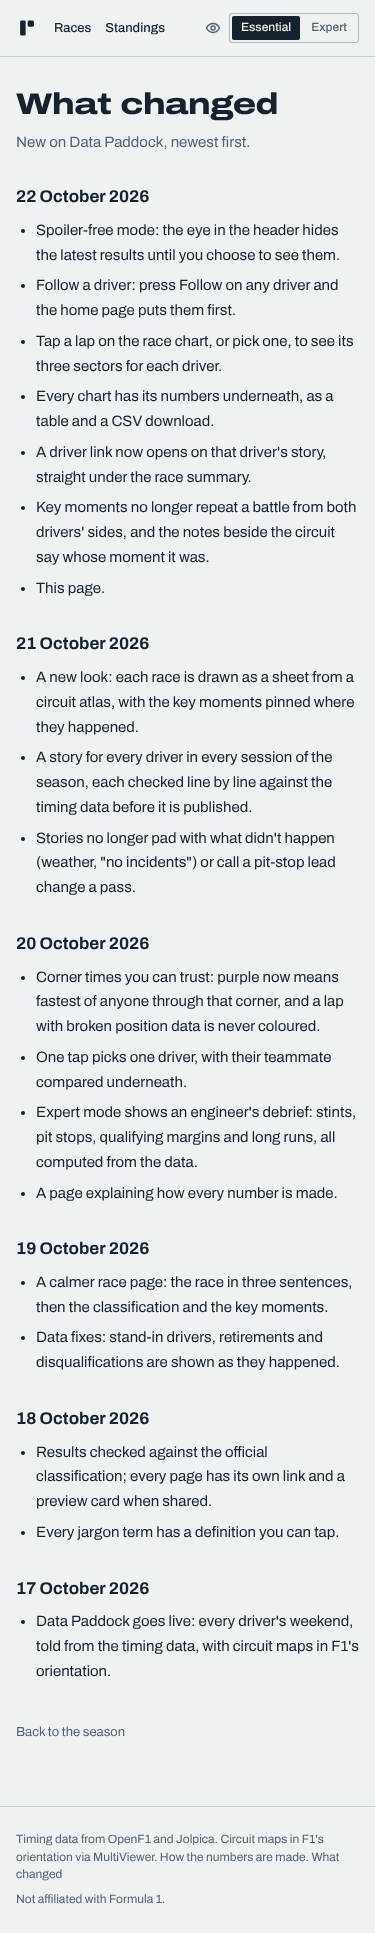 Races Standings Essential Expert
What changed
New on Data Paddock, newest first.
22 October 2026
• Spoiler-free mode: the eye in the header hides
the latest results until you choose to see them.
• Follow a driver: press Follow on any driver and
the home page puts them first.
• Tap a lap on the race chart, or pick one, to see its
three sectors for each driver.
• Every chart has its numbers underneath, as a
table and a CSV download.
• A driver link now opens on that driver's story,
straight under the race summary.
• Key moments no longer repeat a battle from both
drivers' sides, and the notes beside the circuit
say whose moment it was.
• This page.
21 October 2026
• A new look: each race is drawn as a sheet from a
circuit atlas, with the key moments pinned where
they happened.
• A story for every driver in every session of the
season, each checked line by line against the
timing data before it is published.
• Stories no longer pad with what didn't happen
(weather, "no incidents") or call a pit-stop lead
change a pass.
20 October 2026
• Corner times you can trust: purple now means
fastest of anyone through that corner, and a lap
with broken position data is never coloured.
• One tap picks one driver, with their teammate
compared underneath.
• Expert mode shows an engineer's debrief: stints,
pit stops, qualifying margins and long runs, all
computed from the data.
• A page explaining how every number is made.
19 October 2026
• A calmer race page: the race in three sentences,
then the classification and the key moments.
• Data fixes: stand-in drivers, retirements and
disqualifications are shown as they happened.
18 October 2026
• Results checked against the official
classification; every page has its own link and a
preview card when shared.
• Every jargon term has a definition you can tap.
17 October 2026
• Data Paddock goes live: every driver's weekend,
told from the timing data, with circuit maps in F1's
orientation.
Back to the season
Timing data from OpenF1 and Jolpica. Circuit maps in F1's
orientation via MultiViewer. How the numbers are made. What
changed
Not affiliated with Formula 1.